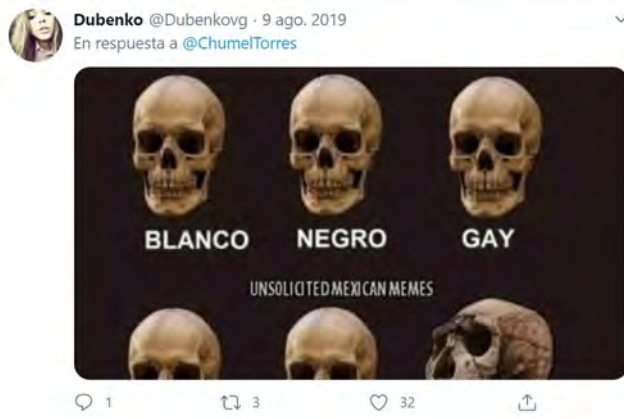 Dubenko @Dubenkovg · 9 ago. 2019
En respuesta a @ChumelTorres
BLANCO NEGRO GAY
UNSOLICITED MEXICAN MEMES
1 3 32